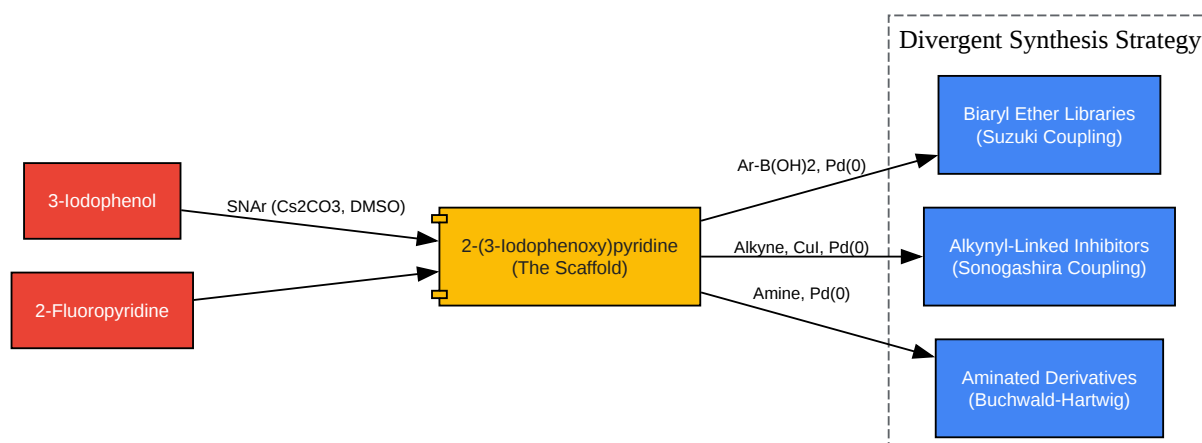 Divergent Synthesis Strategy
3-Iodophenol
2-Fluoropyridine
SNAr (Cs2CO3, DMSO)
2-(3-Iodophenoxy)pyridine
(The Scaffold)
Ar-B(OH)2, Pd(0)
Alkyne, CuI, Pd(0)
Amine, Pd(0)
Biaryl Ether Libraries
(Suzuki Coupling)
Alkynyl-Linked Inhibitors
(Sonogashira Coupling)
Aminated Derivatives
(Buchwald-Hartwig)